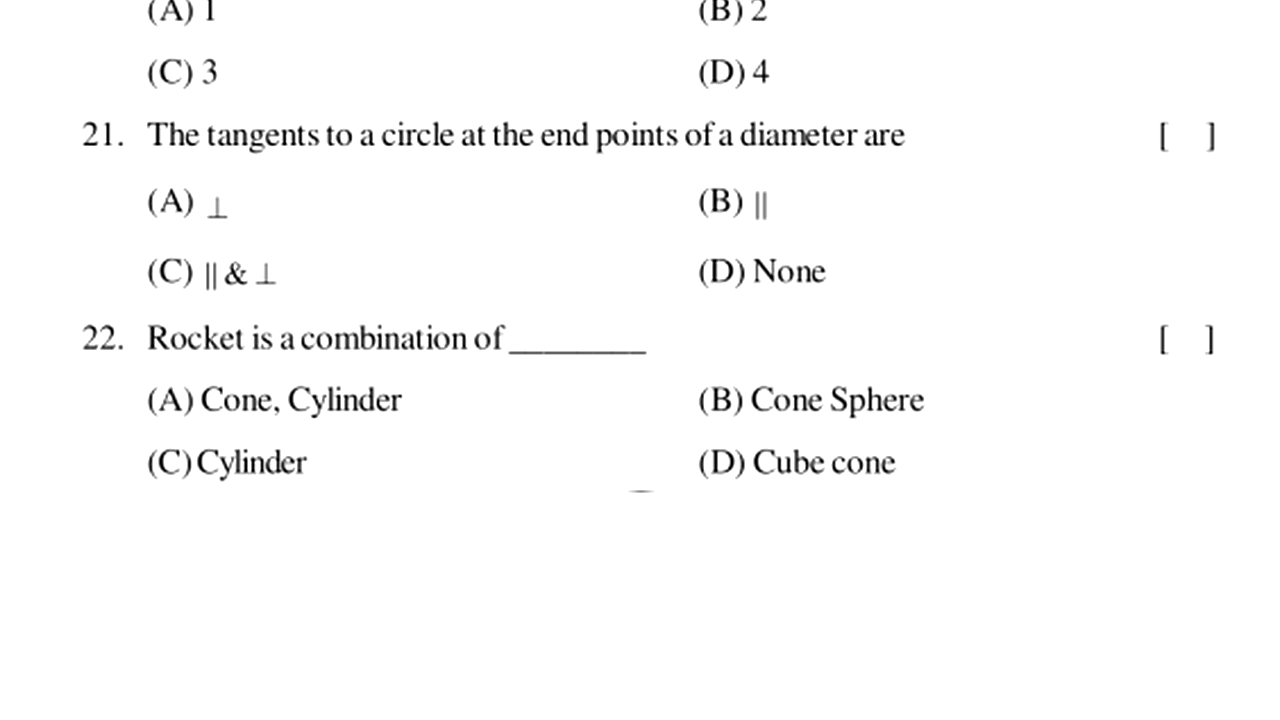 (A) 1 (B) 2
(C) 3 (D) 4
21. The tangents to a circle at the end points of a diameter are [ ]
(A) ⊥ (B) ||
(C) || & ⊥ (D) None
22. Rocket is a combination of ________ [ ]
(A) Cone, Cylinder (B) Cone Sphere
(C) Cylinder (D) Cube cone